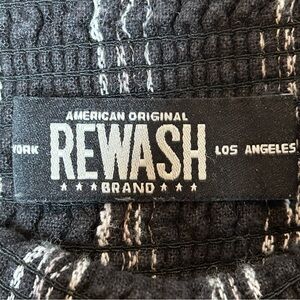 AMERICAN ORIGINAL
YORK REWASH LOS ANGELES
★ ★ ★ BRAND ★ ★ ★